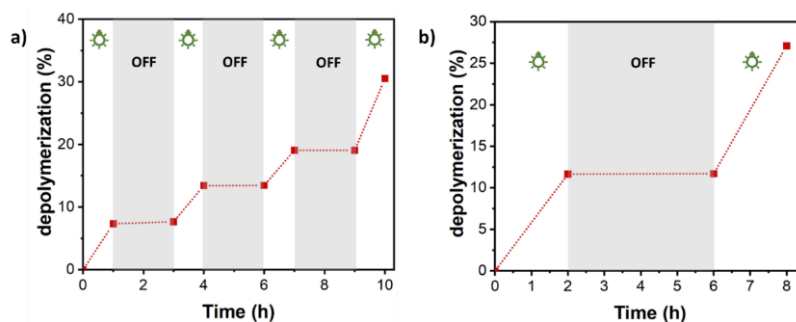 a)
depolymerization (%)
40
30
20
10
0
OFF OFF OFF
0 2 4 6 8 10
Time (h)
b)
depolymerization (%)
30
25
20
15
10
5
0
OFF
0 1 2 3 4 5 6 7 8
Time (h)